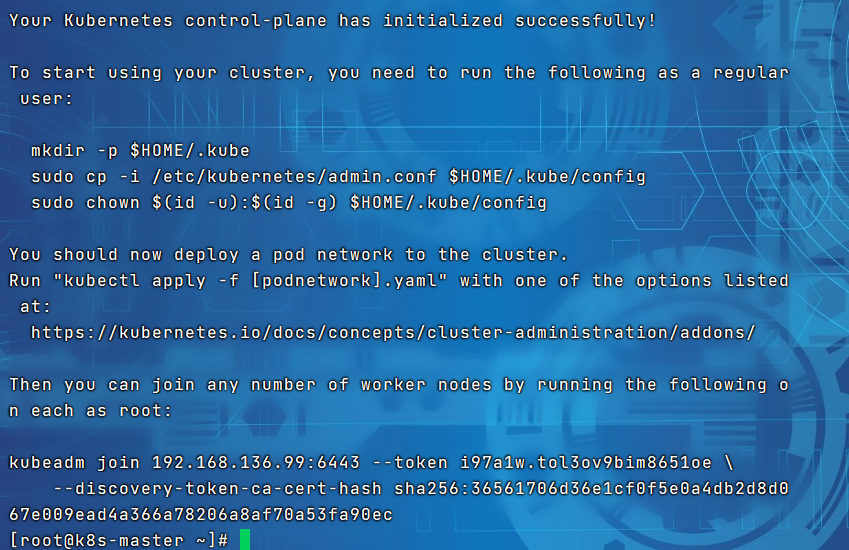 Your Kubernetes control-plane has initialized successfully!
To start using your cluster, you need to run the following as a regular
 user:
  mkdir -p $HOME/.kube
  sudo cp -i /etc/kubernetes/admin.conf $HOME/.kube/config
  sudo chown $(id -u):$(id -g) $HOME/.kube/config
You should now deploy a pod network to the cluster.
Run "kubectl apply -f [podnetwork].yaml" with one of the options listed
 at:
  https://kubernetes.io/docs/concepts/cluster-administration/addons/
Then you can join any number of worker nodes by running the following o
n each as root:
kubeadm join 192.168.136.99:6443 --token i97a1w.tol3ov9bim8651oe \
    --discovery-token-ca-cert-hash sha256:36561706d36e1cf0f5e0a4db2d8d0
67e009ead4a366a78206a8af70a53fa90ec
[root@k8s-master ~]#